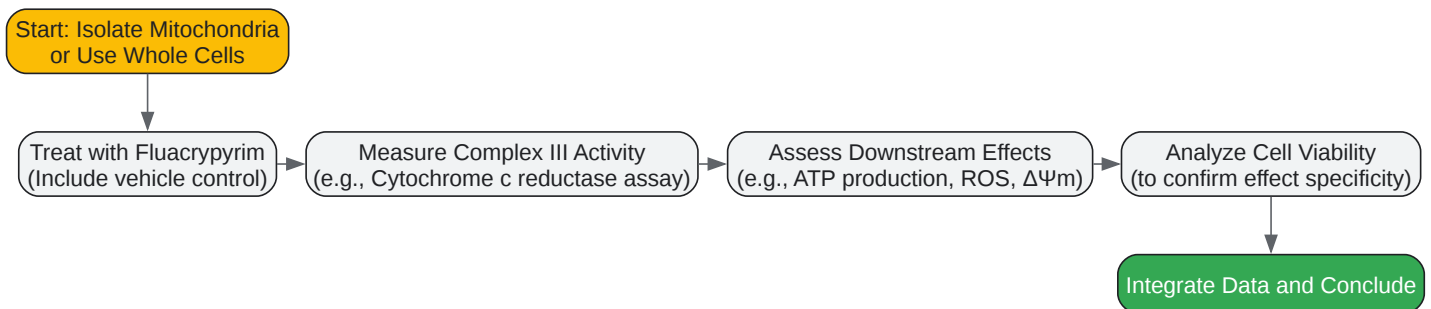 Start: Isolate Mitochondria
or Use Whole Cells
Treat with Fluacrypyrim
(Include vehicle control)
Measure Complex III Activity
(e.g., Cytochrome c reductase assay)
Assess Downstream Effects
(e.g., ATP production, ROS, ΔΨm)
Analyze Cell Viability
(to confirm effect specificity)
Integrate Data and Conclude